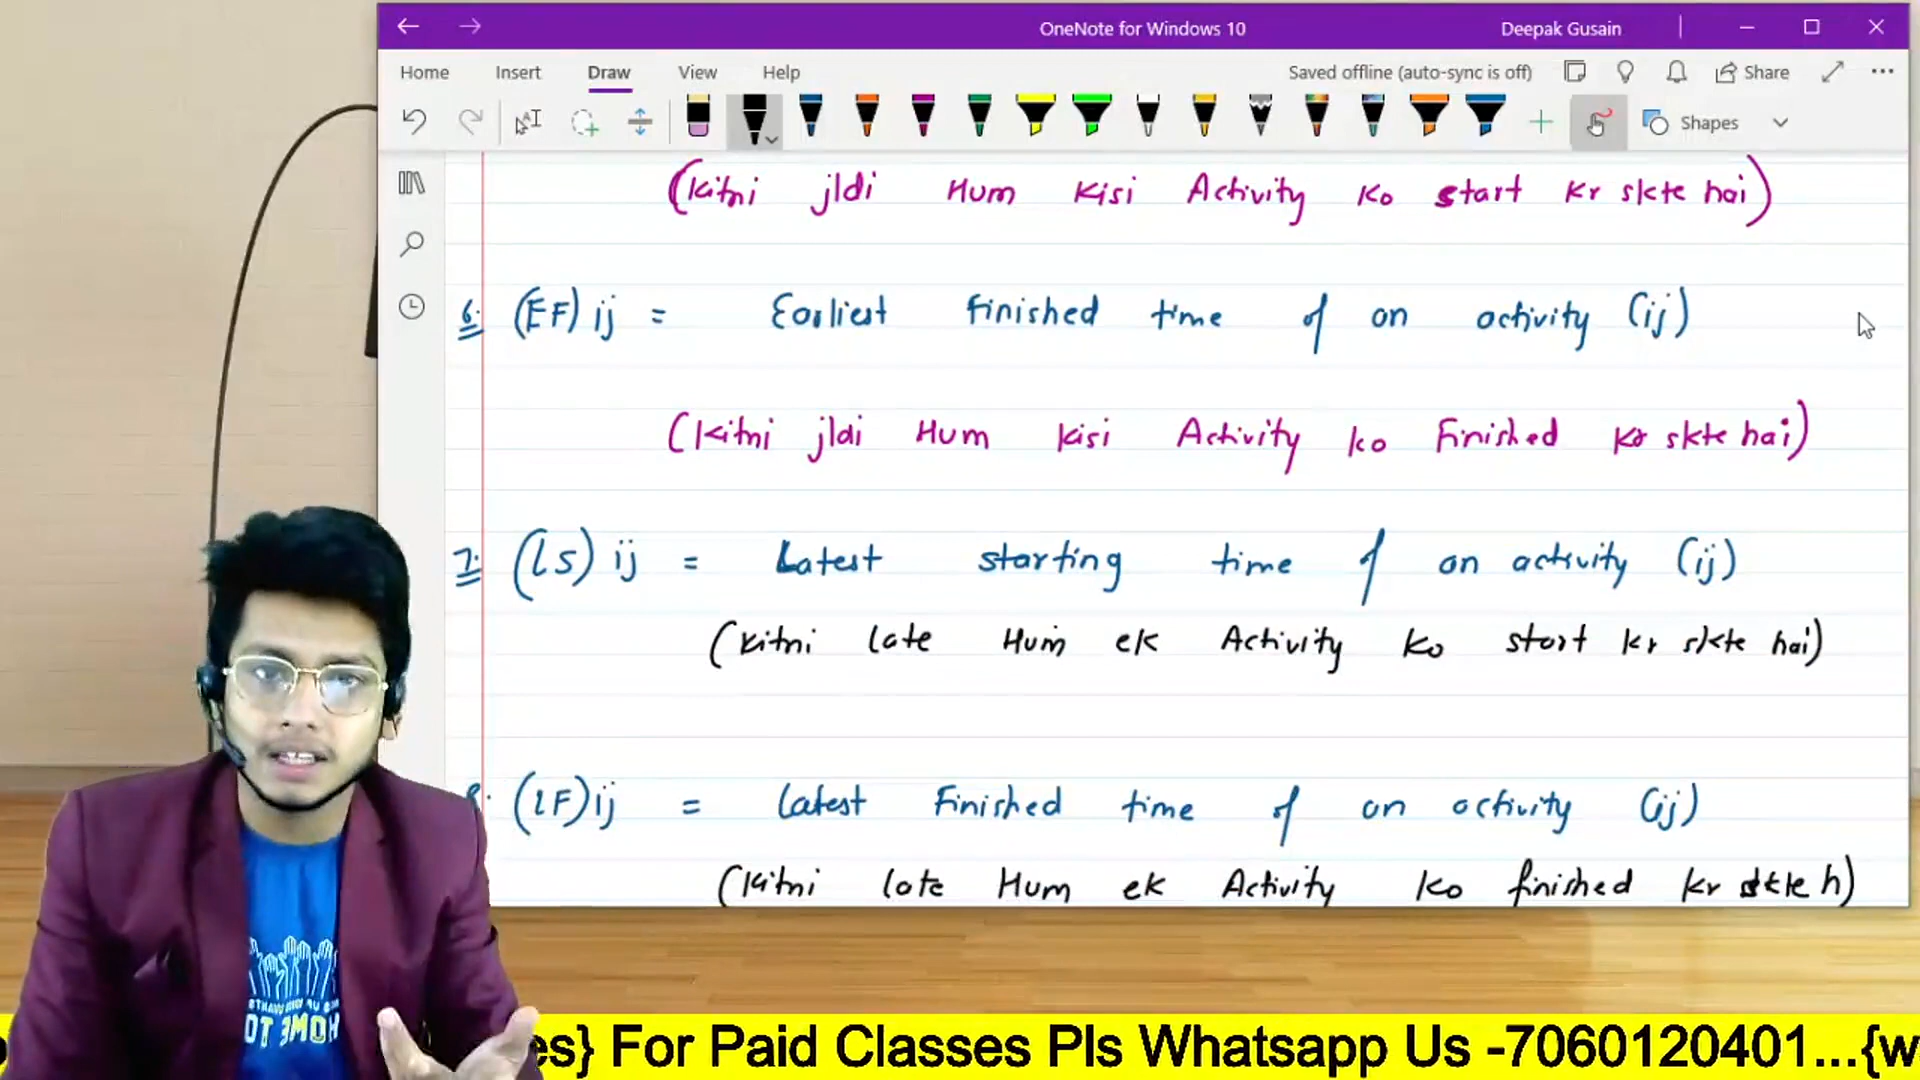 OneNote for Windows 10
Deepak Gusain
Home Insert Draw View Help
Saved offline (auto-sync is off) Share
Shapes
(Kitni jldi Hum Kisi Activity Ko start Kr skte hai)
6. (EF) ij = Earliest finished time of an activity (ij)
(Kitni jldi Hum kisi Activity ko Finished Kr skte hai)
7. (LS) ij = Latest starting time of an activity (ij)
(Kitni late Hum ek Activity Ko start kr skte hai)
8. (LF) ij = Latest Finished time of an activity (ij)
(Kitni late Hum ek Activity Ko finished kr skte h)
HOME TO
es} For Paid Classes Pls Whatsapp Us -7060120401...{w